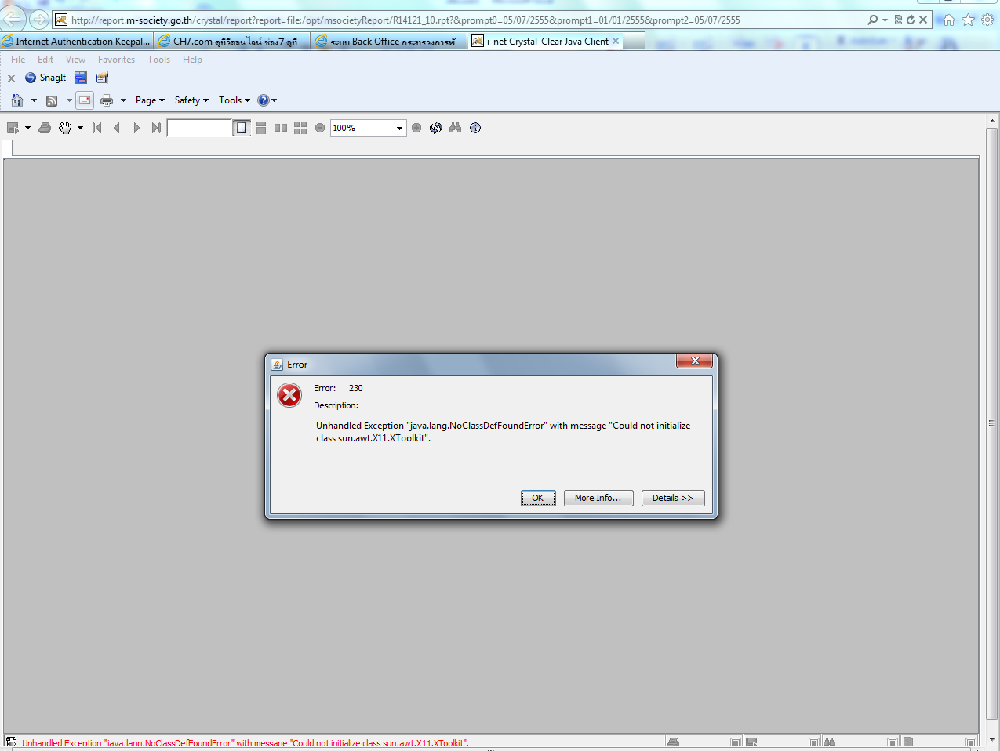 http://report.m-society.go.th/crystal/report?report=file:/opt/msocietyReport/R14121_10.rpt?&prompt0=05/07/2555&prompt1=01/01/2555&prompt2=05/07/2555
Internet Authentication Keepal... CH7.com ดูทีวีออนไลน์ ช่อง7 ดูที... ระบบ Back Office กระทรวงการพั... i-net Crystal-Clear Java Client
File Edit View Favorites Tools Help
x SnagIt
Page Safety Tools
100%
Error
Error: 230
Description:
Unhandled Exception "java.lang.NoClassDefFoundError" with message "Could not initialize
class sun.awt.X11.XToolkit".
OK More Info... Details >>
Unhandled Exception "java.lang.NoClassDefFoundError" with message "Could not initialize class sun.awt.X11.XToolkit".